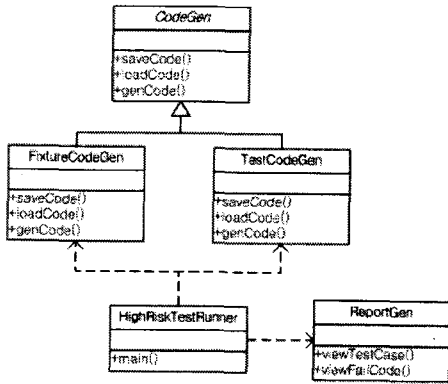 CodeGen
+saveCode()
+loadCode()
+genCode()
FixtureCodeGen
+saveCode()
+loadCode()
+genCode()
TestCodeGen
+saveCode()
+loadCode()
+genCode()
HighRiskTestRunner
+main()
ReportGen
+viewTestCase()
+viewFailCode()